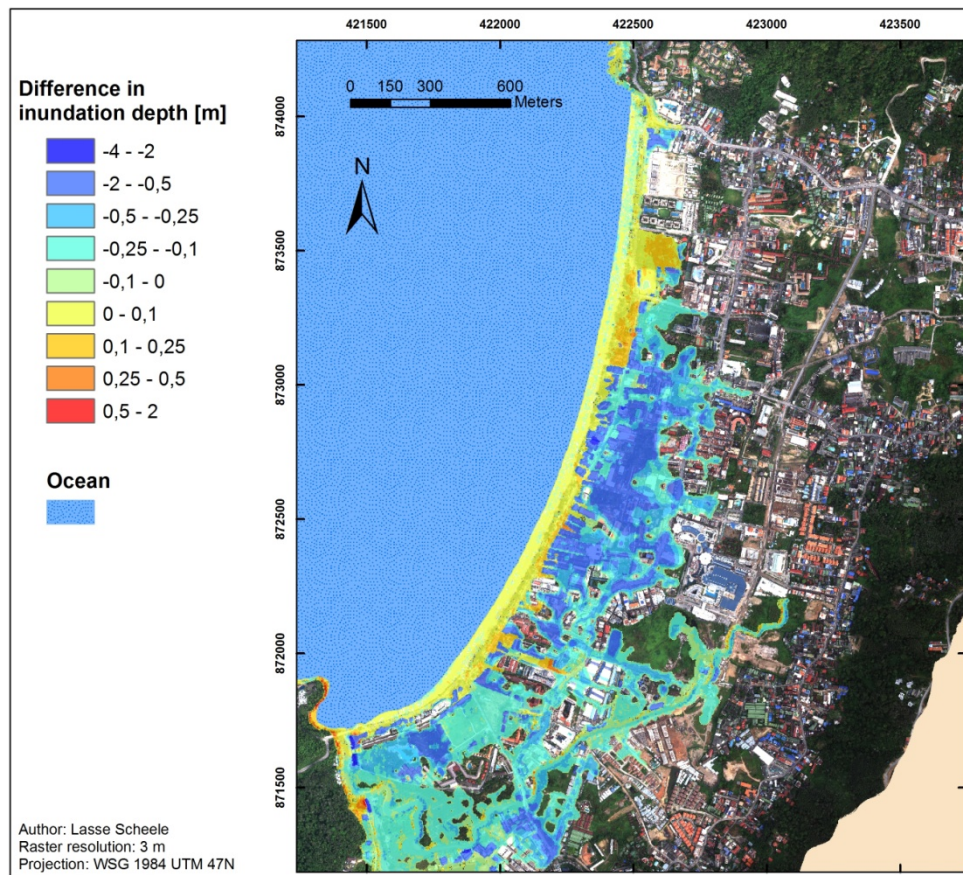 421500 422000 422500 423000 423500
Difference in
inundation depth [m]
-4 - -2
-2 - -0,5
-0,5 - -0,25
-0,25 - -0,1
-0,1 - 0
0 - 0,1
0,1 - 0,25
0,25 - 0,5
0,5 - 2
Ocean
0 150 300 600
Meters
N
874000
873500
873000
872500
872000
871500
Author: Lasse Scheele
Raster resolution: 3 m
Projection: WSG 1984 UTM 47N